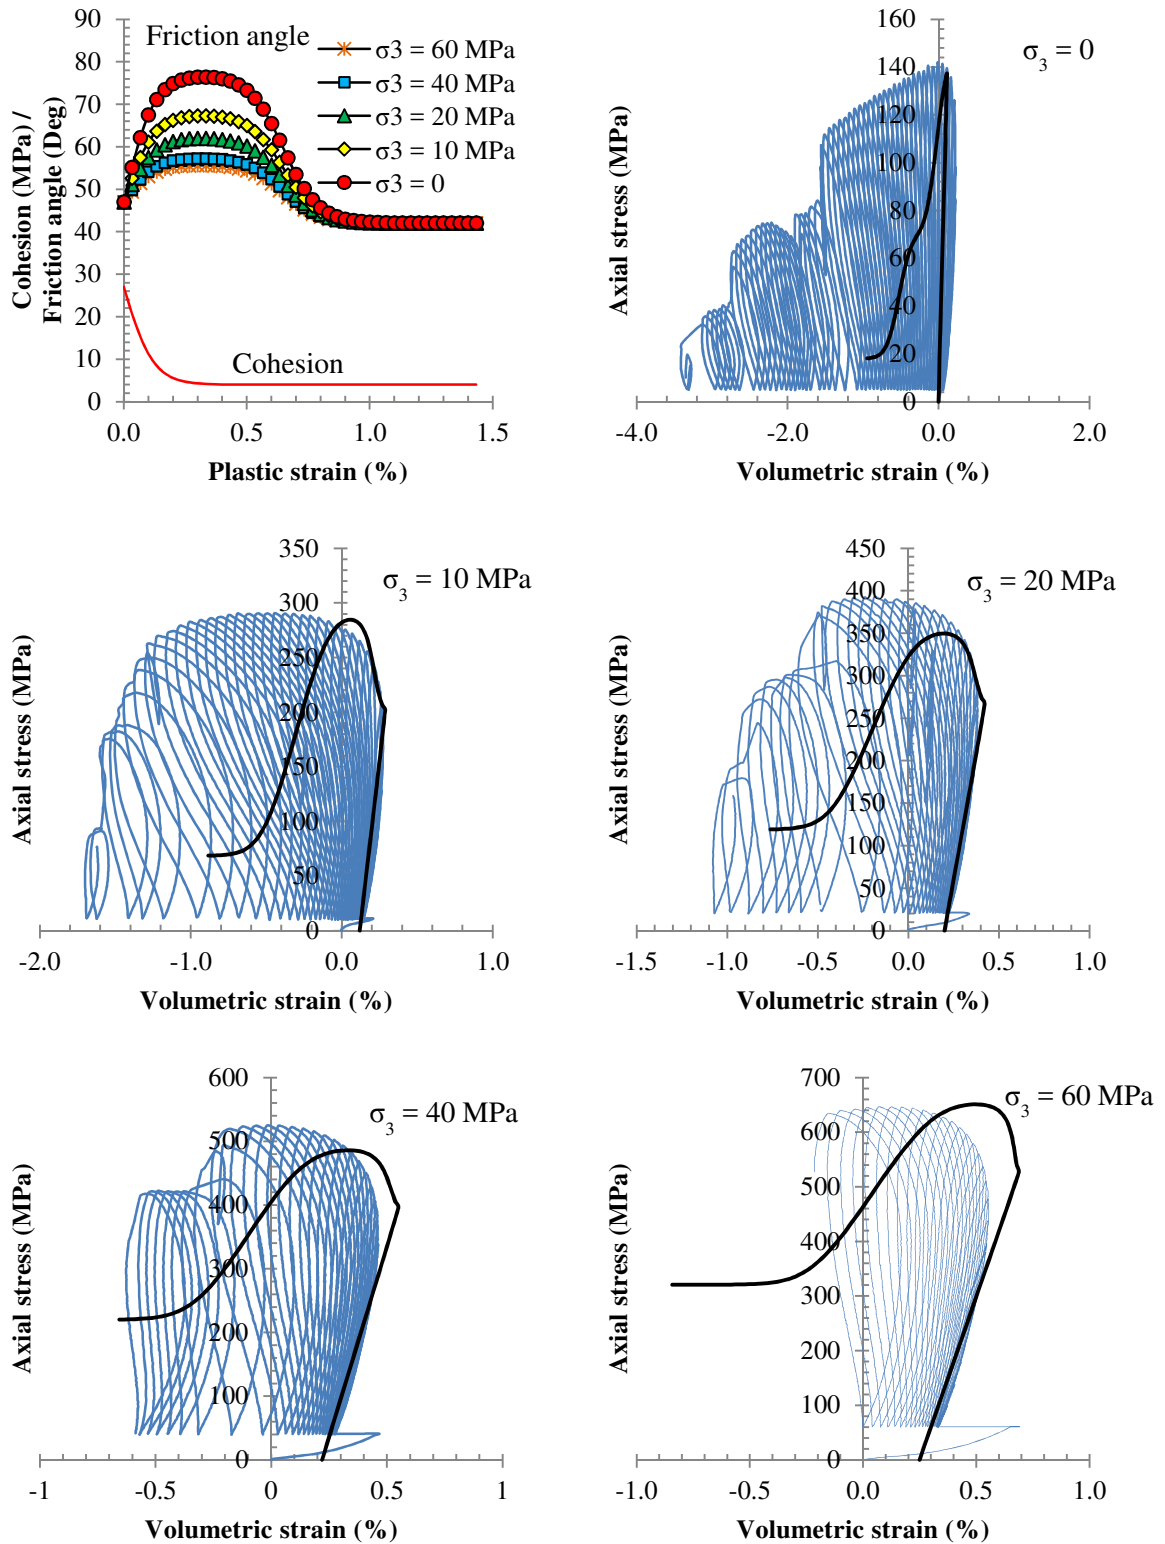 90
80
70
60
50
40
30
20
10
0
0.0 0.5 1.0 1.5
Cohesion (MPa) /
Friction angle (Deg)
Plastic strain (%)
Friction angle
Cohesion
σ3 = 60 MPa
σ3 = 40 MPa
σ3 = 20 MPa
σ3 = 10 MPa
σ3 = 0
160
140
120
100
80
60
40
20
0
-4.0 -2.0 0.0 2.0
Axial stress (MPa)
Volumetric strain (%)
σ3 = 0
350
300
250
200
150
100
50
0
-2.0 -1.0 0.0 1.0
Axial stress (MPa)
Volumetric strain (%)
σ3 = 10 MPa
450
400
350
300
250
200
150
100
50
0
-1.5 -1.0 -0.5 0.0 0.5 1.0
Axial stress (MPa)
Volumetric strain (%)
σ3 = 20 MPa
600
500
400
300
200
100
0
-1 -0.5 0 0.5 1
Axial stress (MPa)
Volumetric strain (%)
σ3 = 40 MPa
700
600
500
400
300
200
100
0
-1.0 0.0 0.5 1.0
Axial stress (MPa)
Volumetric strain (%)
σ3 = 60 MPa